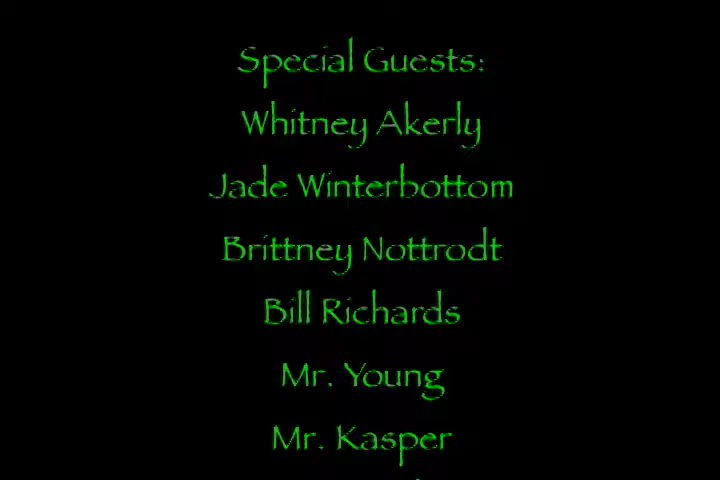 Special Guests:
Whitney Akerly
Jade Winterbottom
Brittney Nottrodt
Bill Richards
Mr. Young
Mr. Kasper